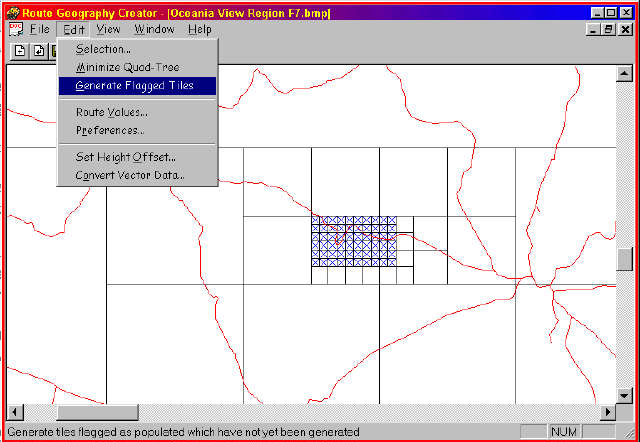 Route Geography Creator - [Oceania View Region F7.bmp]
File Edit View Window Help
Selection...
Minimize Quad-Tree
Generate Flagged Tiles
Route Values...
Preferences...
Set Height Offset...
Convert Vector Data...
Generate tiles flagged as populated which have not yet been generated NUM